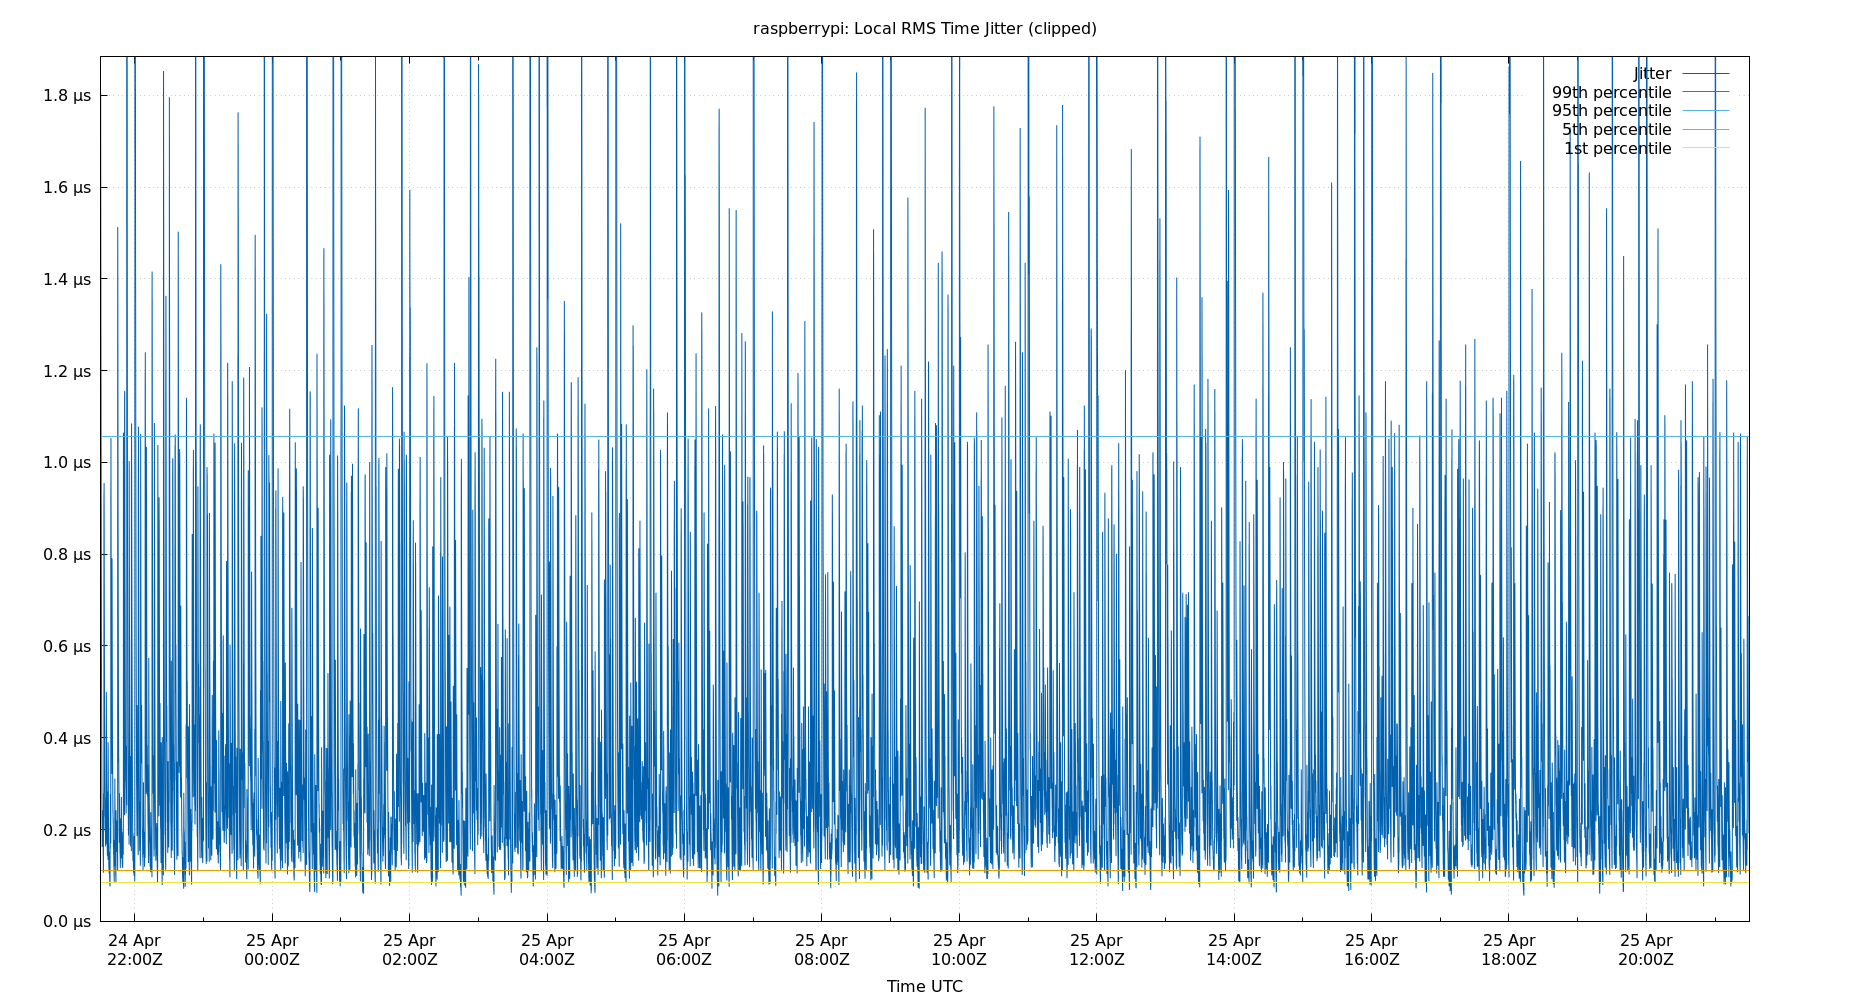 raspberrypi: Local RMS Time Jitter (clipped)
Jitter
99th percentile
95th percentile
5th percentile
1st percentile
1.8 µs
1.6 µs
1.4 µs
1.2 µs
1.0 µs
0.8 µs
0.6 µs
0.4 µs
0.2 µs
0.0 µs
24 Apr 25 Apr 25 Apr 25 Apr 25 Apr 25 Apr 25 Apr 25 Apr 25 Apr 25 Apr 25 Apr 25 Apr
22:00Z 00:00Z 02:00Z 04:00Z 06:00Z 08:00Z 10:00Z 12:00Z 14:00Z 16:00Z 18:00Z 20:00Z
Time UTC